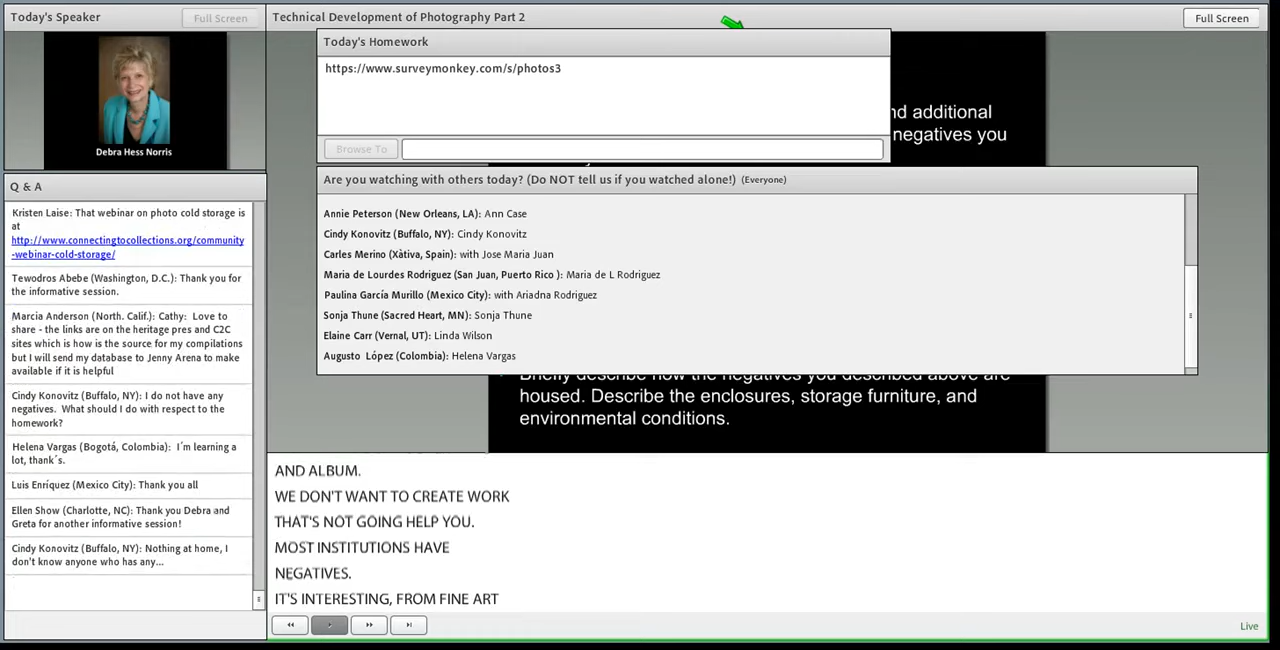 Today's Speaker
Full Screen
Debra Hess Norris
Q & A
Kristen Laise: That webinar on photo cold storage is
at
http://www.connectingtocollections.org/community
-webinar-cold-storage/
Tewodros Abebe (Washington, D.C.): Thank you for
the informative session.
Marcia Anderson (North. Calif.): Cathy:  Love to
share - the links are on the heritage pres and C2C
sites which is how is the source for my compilations
but I will send my database to Jenny Arena to make
available if it is helpful
Cindy Konovitz (Buffalo, NY): I do not have any
negatives.  What should I do with respect to the
homework?
Helena Vargas (Bogotá, Colombia):  I´m learning a
lot, thank´s.
Luis Enríquez (Mexico City): Thank you all
Ellen Show (Charlotte, NC): Thank you Debra and
Greta for another informative session!
Cindy Konovitz (Buffalo, NY): Nothing at home, I
don't know anyone who has any...
Technical Development of Photography Part 2
Full Screen
Today's Homework
https://www.surveymonkey.com/s/photos3
Browse To
nd additional
negatives you
Are you watching with others today? (Do NOT tell us if you watched alone!) (Everyone)
Annie Peterson (New Orleans, LA): Ann Case
Cindy Konovitz (Buffalo, NY): Cindy Konovitz
Carles Merino (Xàtiva, Spain): with Jose Maria Juan
Maria de Lourdes Rodriguez (San Juan, Puerto Rico ): Maria de L Rodriguez
Paulina García Murillo (Mexico City): with Ariadna Rodriguez
Sonja Thune (Sacred Heart, MN): Sonja Thune
Elaine Carr (Vernal, UT): Linda Wilson
Augusto  López (Colombia): Helena Vargas
Briefly describe how the negatives you described above are
housed. Describe the enclosures, storage furniture, and
environmental conditions.
AND ALBUM.
WE DON'T WANT TO CREATE WORK
THAT'S NOT GOING HELP YOU.
MOST INSTITUTIONS HAVE
NEGATIVES.
IT'S INTERESTING, FROM FINE ART
Live